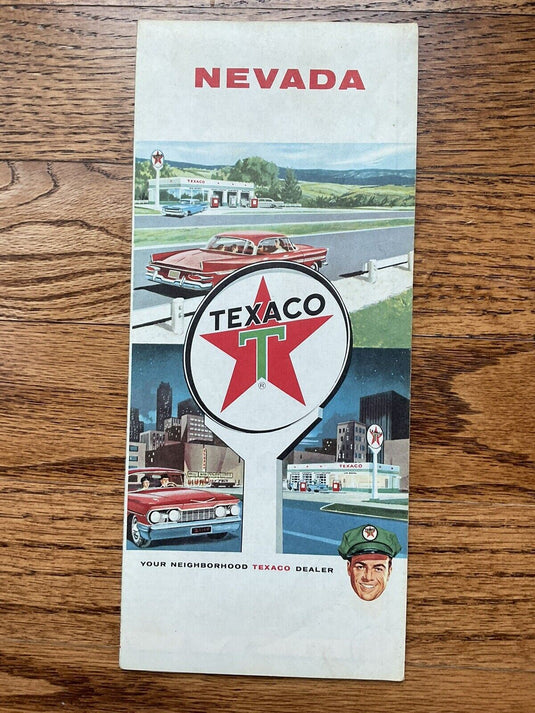 NEVADA
TEXACO
TEXACO
T
®
TEXACO
YOUR NEIGHBORHOOD TEXACO DEALER